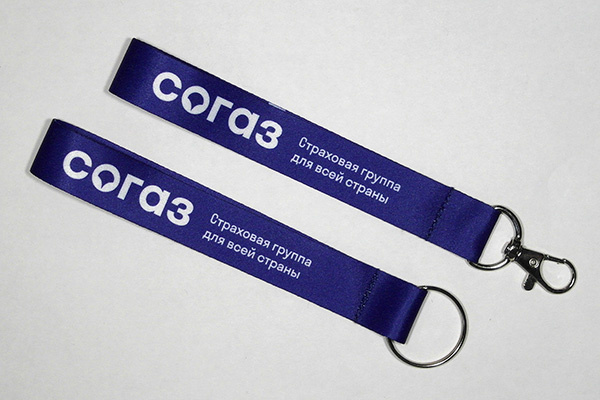 согаз
Страховая группа
для всей страны
согаз
Страховая группа
для всей страны